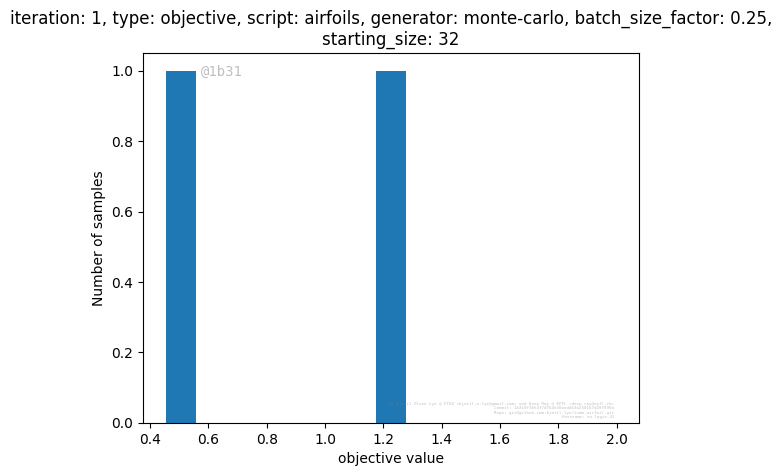 iteration: 1, type: objective, script: airfoils, generator: monte-carlo, batch_size_factor: 0.25,
starting_size: 32
@1b31
1.0
0.8
0.6
0.4
0.2
0.0
Number of samples
0.4 0.6 0.8 1.0 1.2 1.4 1.6 1.8 2.0
objective value